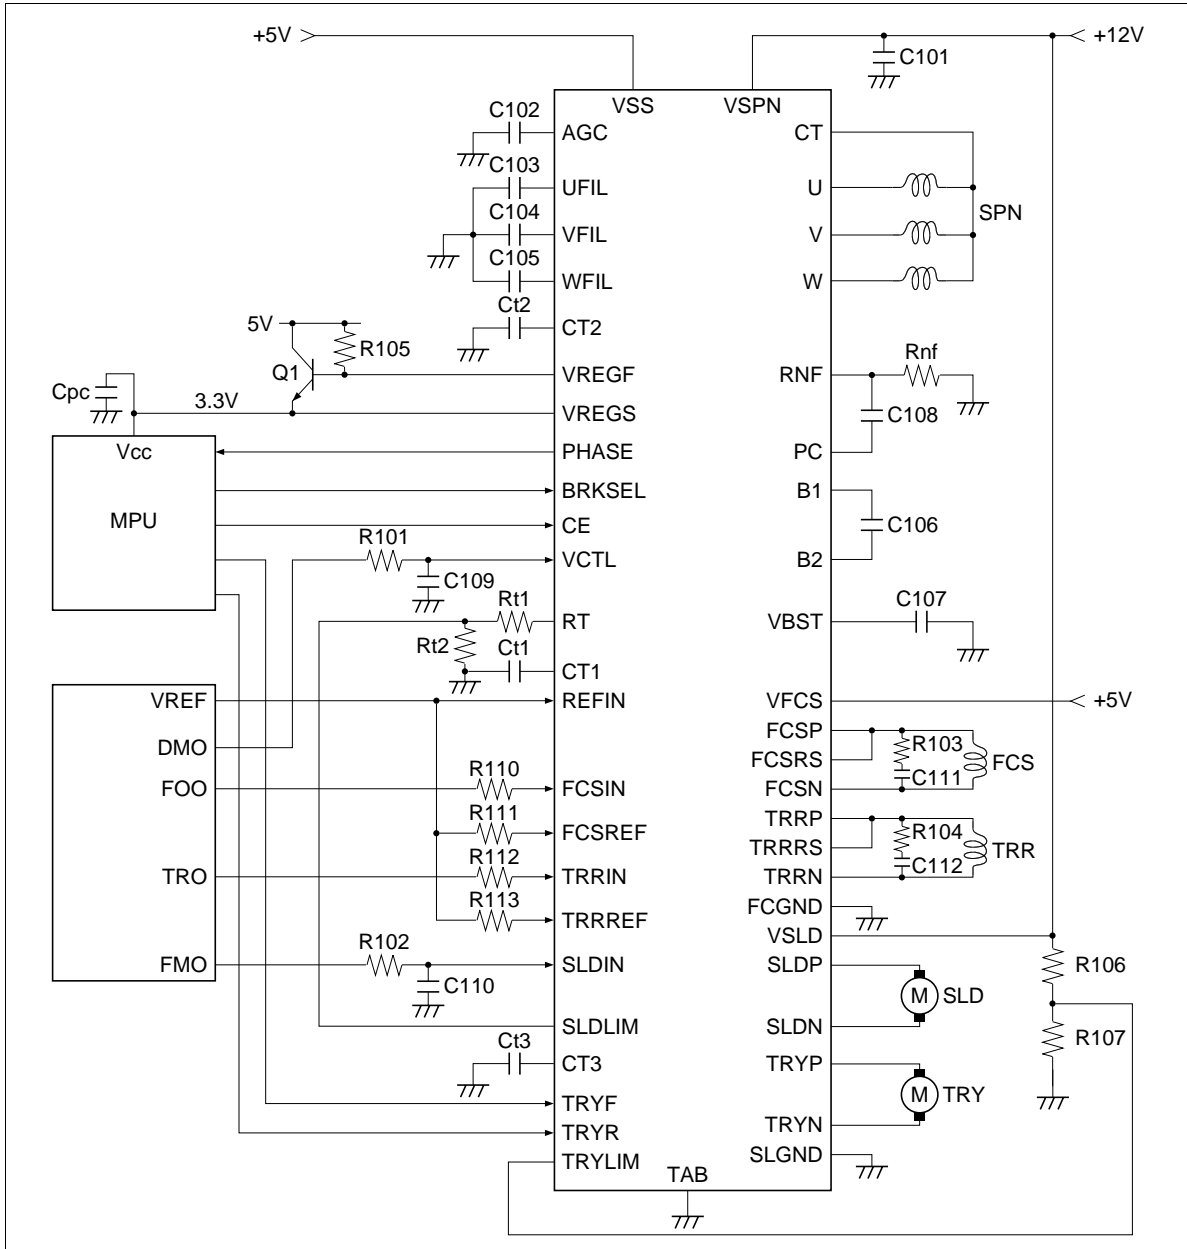 +5V
+12V
C101
VSS
VSPN
C102
AGC
CT
C103
UFIL
U
SPN
C104
VFIL
V
C105
WFIL
W
Ct2
CT2
5V
R105
Q1
VREGF
RNF
Rnf
Cpc
3.3V
VREGS
C108
Vcc
PHASE
PC
MPU
BRKSEL
B1
CE
C106
R101
VCTL
B2
C109
Rt1
RT
VBST
C107
Rt2
Ct1
CT1
VREF
REFIN
VFCS
+5V
DMO
FCSP
R103
FCSRS
FCS
C111
FOO
R110
FCSIN
FCSN
R111
FCSREF
TRRP
R104
TRRRS
TRR
C112
TRO
R112
TRRIN
TRRN
R113
TRRREF
FCGND
VSLD
FMO
R102
SLDIN
SLDP
R106
C110
M
SLD
SLDLIM
SLDN
R107
Ct3
CT3
TRYP
M
TRY
TRYF
TRYR
TRYN
TRYLIM
SLGND
TAB